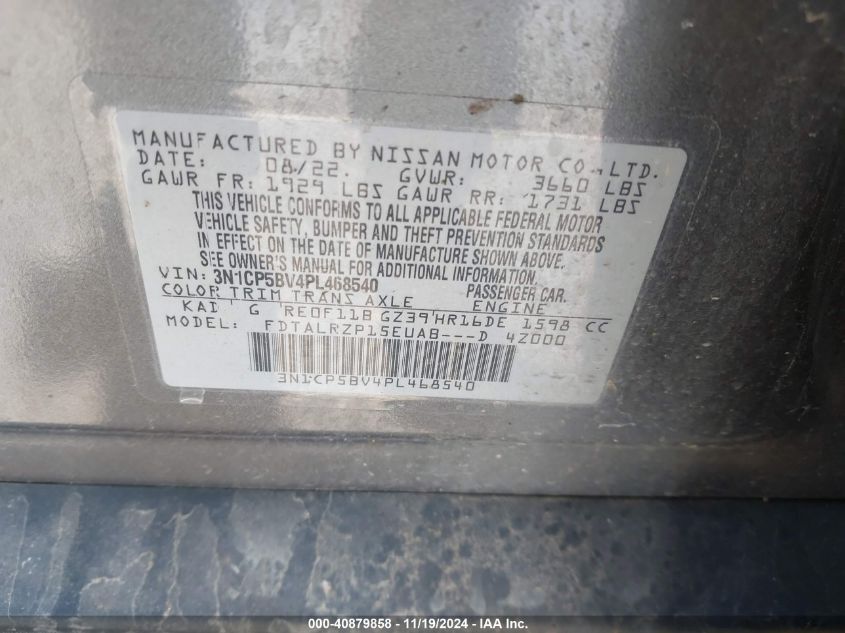 MANUFACTURED BY NISSAN MOTOR CO.,LTD.
DATE: 08/22. GVWR: 3660 LBS
GAWR FR: 1929 LBS GAWR RR: 1731 LBS
THIS VEHICLE CONFORMS TO ALL APPLICABLE FEDERAL MOTOR
VEHICLE SAFETY, BUMPER AND THEFT PREVENTION STANDARDS
IN EFFECT ON THE DATE OF MANUFACTURE SHOWN ABOVE.
SEE OWNER'S MANUAL FOR ADDITIONAL INFORMATION.
VIN: 3N1CP5BV4PL468540 PASSENGER CAR.
COLOR TRIM TRANS AXLE ENGINE
KAD G RE0F11B GZ39 HR16DE 1598 CC
MODEL: FDTALRZP15EUAB---D 4Z000
3N1CP5BV4PL468540
000-40879858 - 11/19/2024 - IAA Inc.